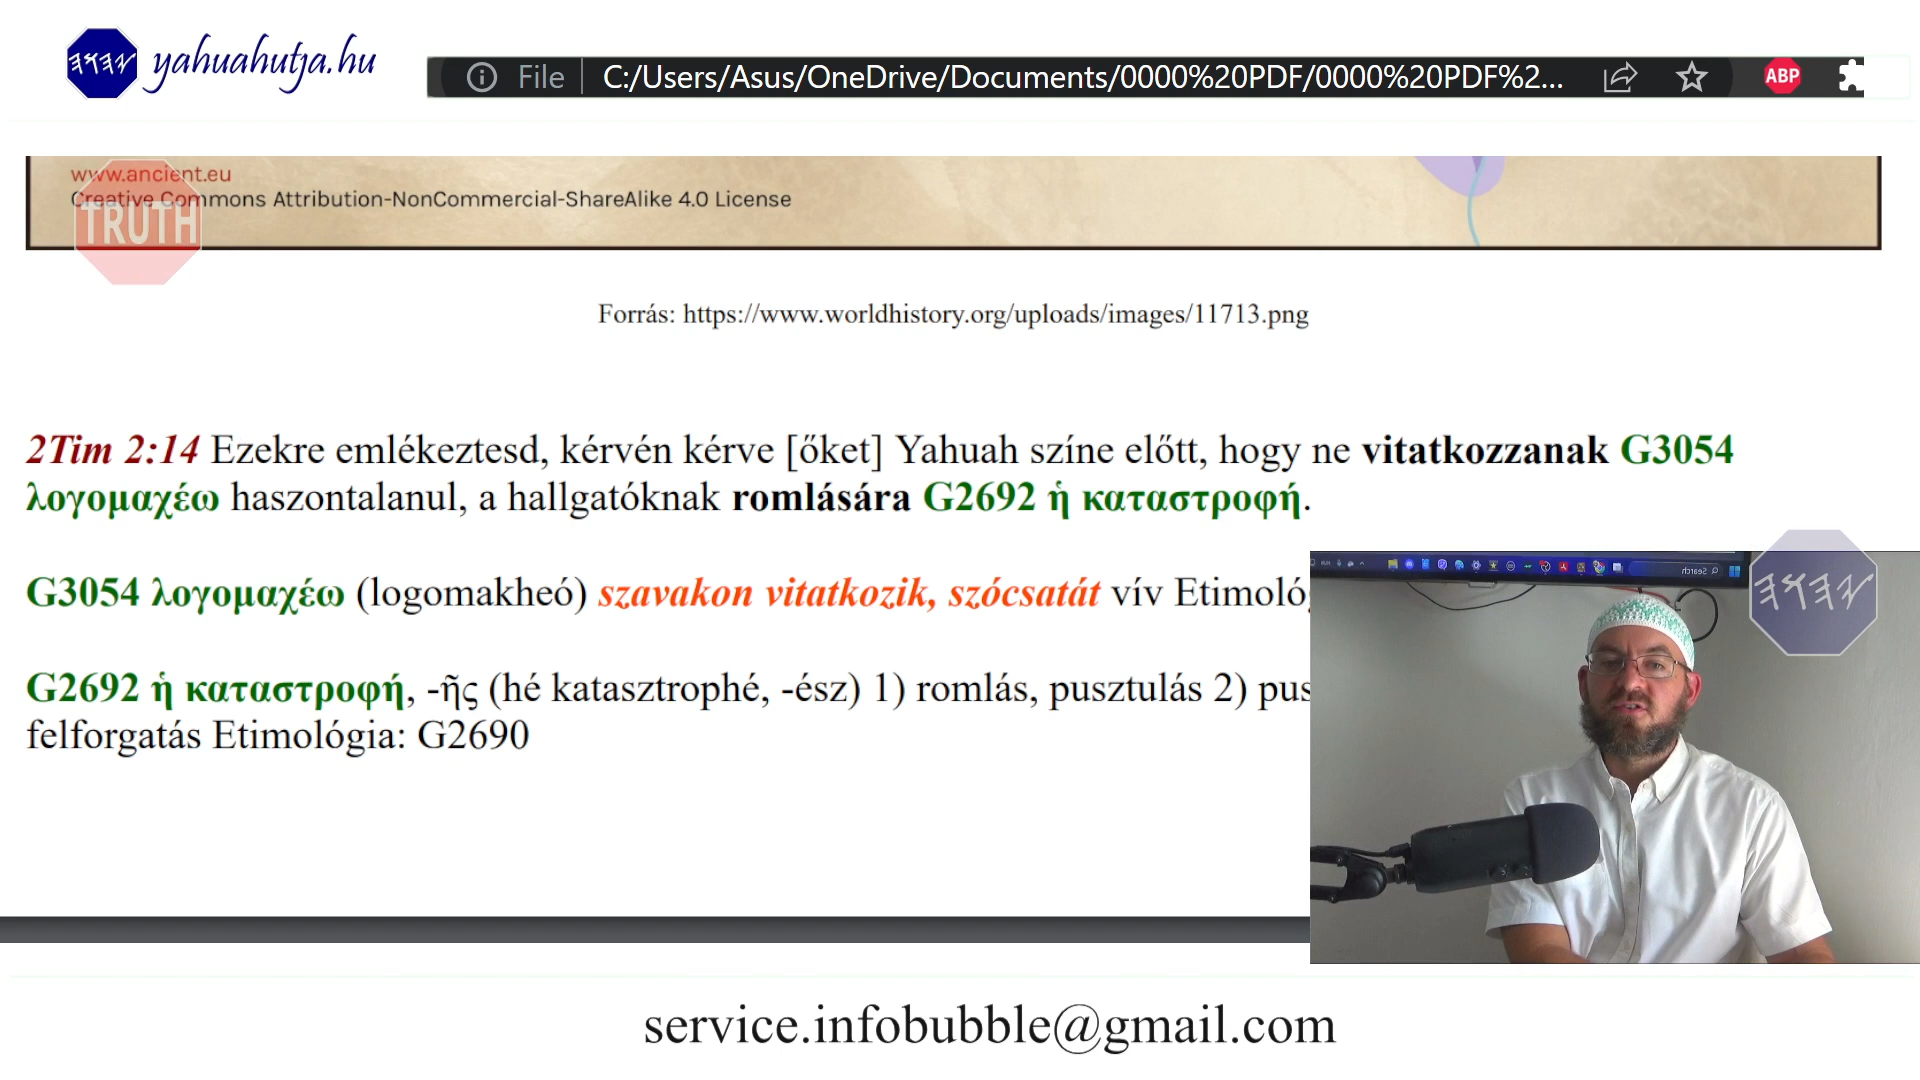 𐤉𐤄𐤅𐤄 yahuahutja.hu
File C:/Users/Asus/OneDrive/Documents/0000%20PDF/0000%20PDF%2... ABP
www.ancient.eu
Creative Commons Attribution-NonCommercial-ShareAlike 4.0 License
TRUTH
Forrás: https://www.worldhistory.org/uploads/images/11713.png
2Tim 2:14 Ezekre emlékeztesd, kérvén kérve [őket] Yahuah színe előtt, hogy ne vitatkozzanak G3054
λογομαχέω haszontalanul, a hallgatóknak romlására G2692 ἡ καταστροφή.
G3054 λογομαχέω (logomakheó) szavakon vitatkozik, szócsatát vív Etimoló
G2692 ἡ καταστροφή, -ῆς (hé katasztrophé, -ész) 1) romlás, pusztulás 2) pus
felforgatás Etimológia: G2690
Search
𐤉𐤄𐤅𐤄
service.infobubble@gmail.com